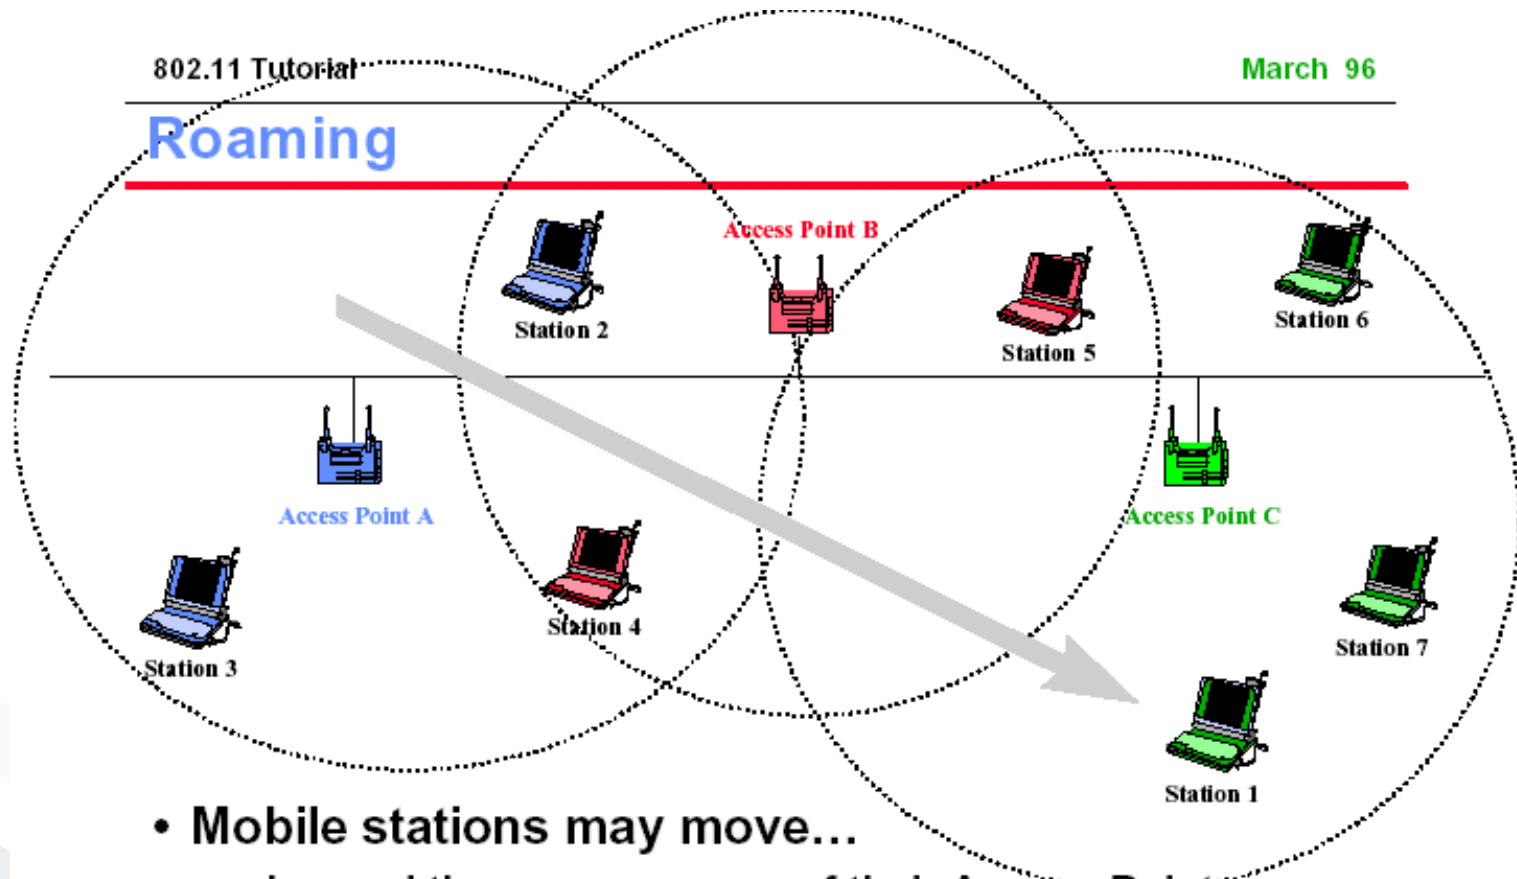 802.11 Tutorial
March 96
Roaming
Access Point B
Station 2
Station 5
Station 6
Access Point A
Access Point C
Station 3
Station 4
Station 7
Station 1
• Mobile stations may move...